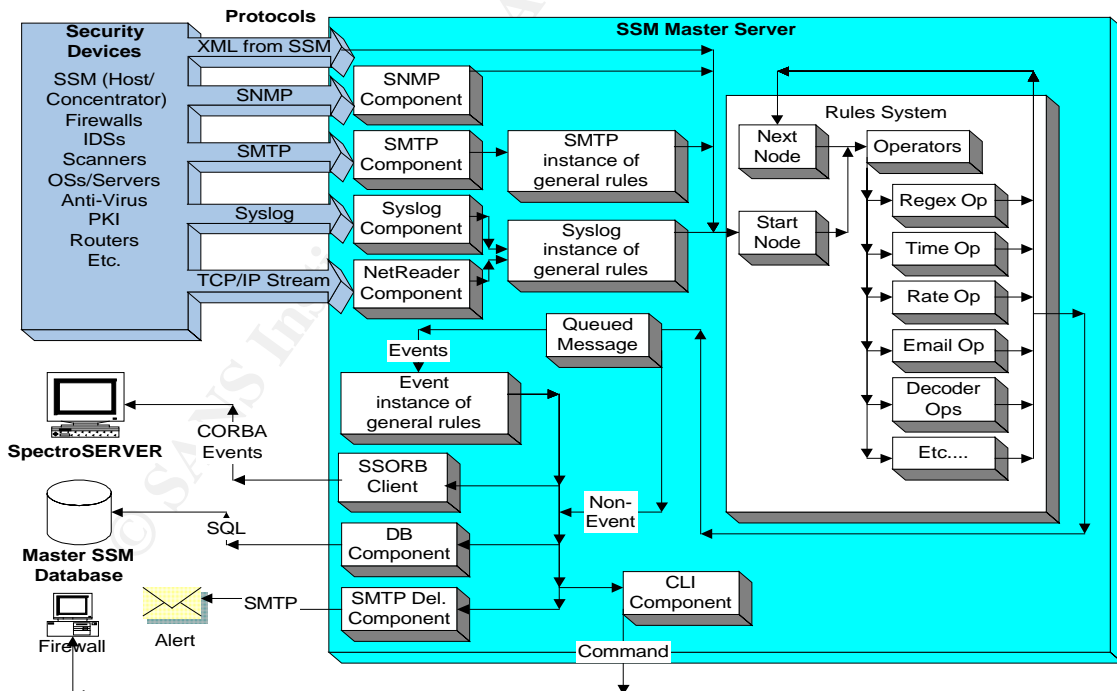 Protocols
Security
Devices
SSM (Host/
Concentrator)
Firewalls
IDSs
Scanners
OSs/Servers
Anti-Virus
PKI
Routers
Etc.
XML from SSM
SNMP
SMTP
Syslog
TCP/IP Stream
SSM Master Server
SNMP
Component
SMTP
Component
Syslog
Component
NetReader
Component
SMTP
instance of
general rules
Syslog
instance of
general rules
Rules System
Next
Node
Start
Node
Operators
Regex Op
Time Op
Rate Op
Email Op
Decoder
Ops
Etc....
Queued
Message
Events
Event
instance of
general rules
Non-
Event
SSORB
Client
DB
Component
SMTP Del.
Component
CLI
Component
Command
CORBA
Events
SpectroSERVER
SQL
Master SSM
Database
SMTP
Alert
Firewall
© SANS Insti